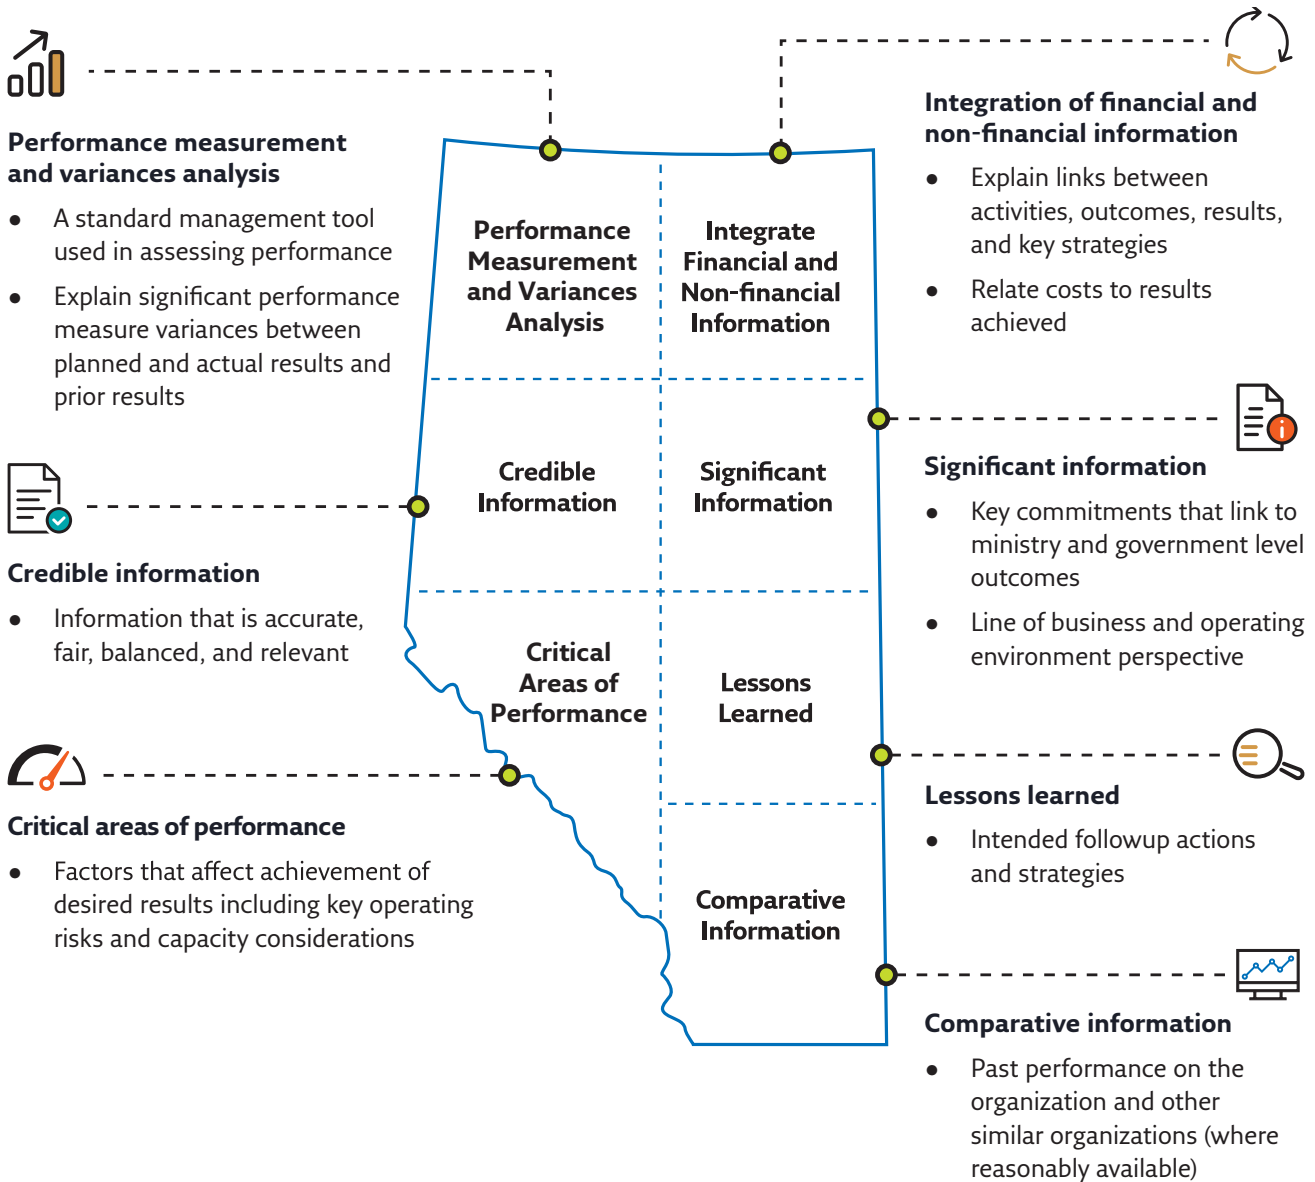 Performance measurement
and variances analysis
• A standard management tool
used in assessing performance
• Explain significant performance
measure variances between
planned and actual results and
prior results
Credible information
• Information that is accurate,
fair, balanced, and relevant
Critical areas of performance
• Factors that affect achievement of
desired results including key operating
risks and capacity considerations
Performance
Measurement
and Variances
Analysis
Integrate
Financial and
Non-financial
Information
Credible
Information
Significant
Information
Critical
Areas of
Performance
Lessons
Learned
Comparative
Information
Integration of financial and
non-financial information
• Explain links between
activities, outcomes, results,
and key strategies
• Relate costs to results
achieved
Significant information
• Key commitments that link to
ministry and government level
outcomes
• Line of business and operating
environment perspective
Lessons learned
• Intended followup actions
and strategies
Comparative information
• Past performance on the
organization and other
similar organizations (where
reasonably available)